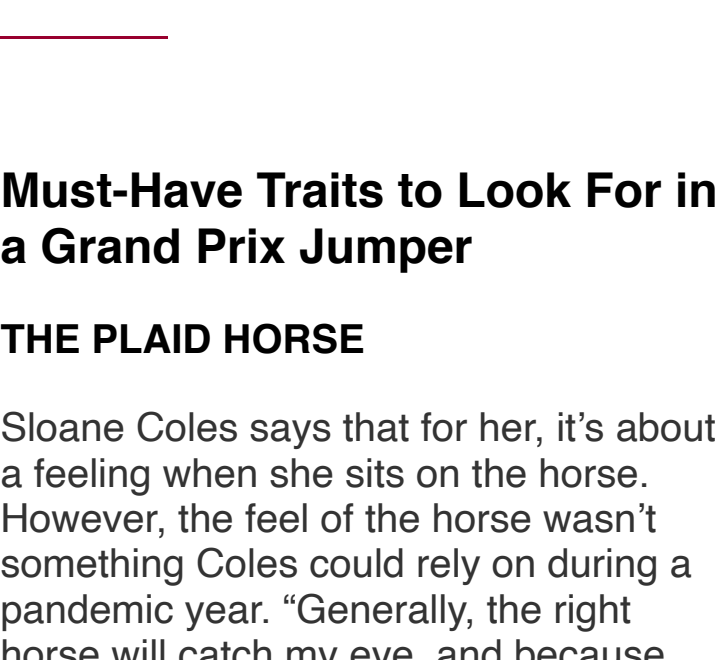 Must-Have Traits to Look For in
a Grand Prix Jumper
THE PLAID HORSE
Sloane Coles says that for her, it’s about
a feeling when she sits on the horse.
However, the feel of the horse wasn’t
something Coles could rely on during a
pandemic year. “Generally, the right
horse will catch my eye, and because